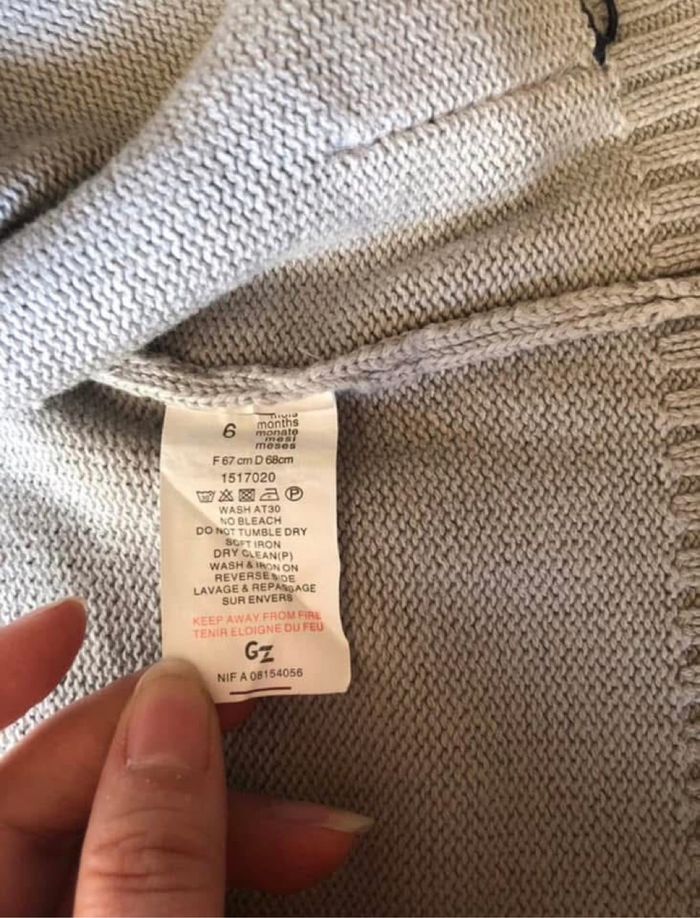 6
mois
months
monate
mesi
meses
F 67 cm D 68cm
1517020
30 P
WASH AT30
NO BLEACH
DO NOT TUMBLE DRY
SOFT IRON
DRY CLEAN(P)
WASH & IRON ON
REVERSE SIDE
LAVAGE & REPASSAGE
SUR ENVERS
KEEP AWAY FROM FIRE
TENIR ELOIGNE DU FEU
GZ
NIF A 08154056